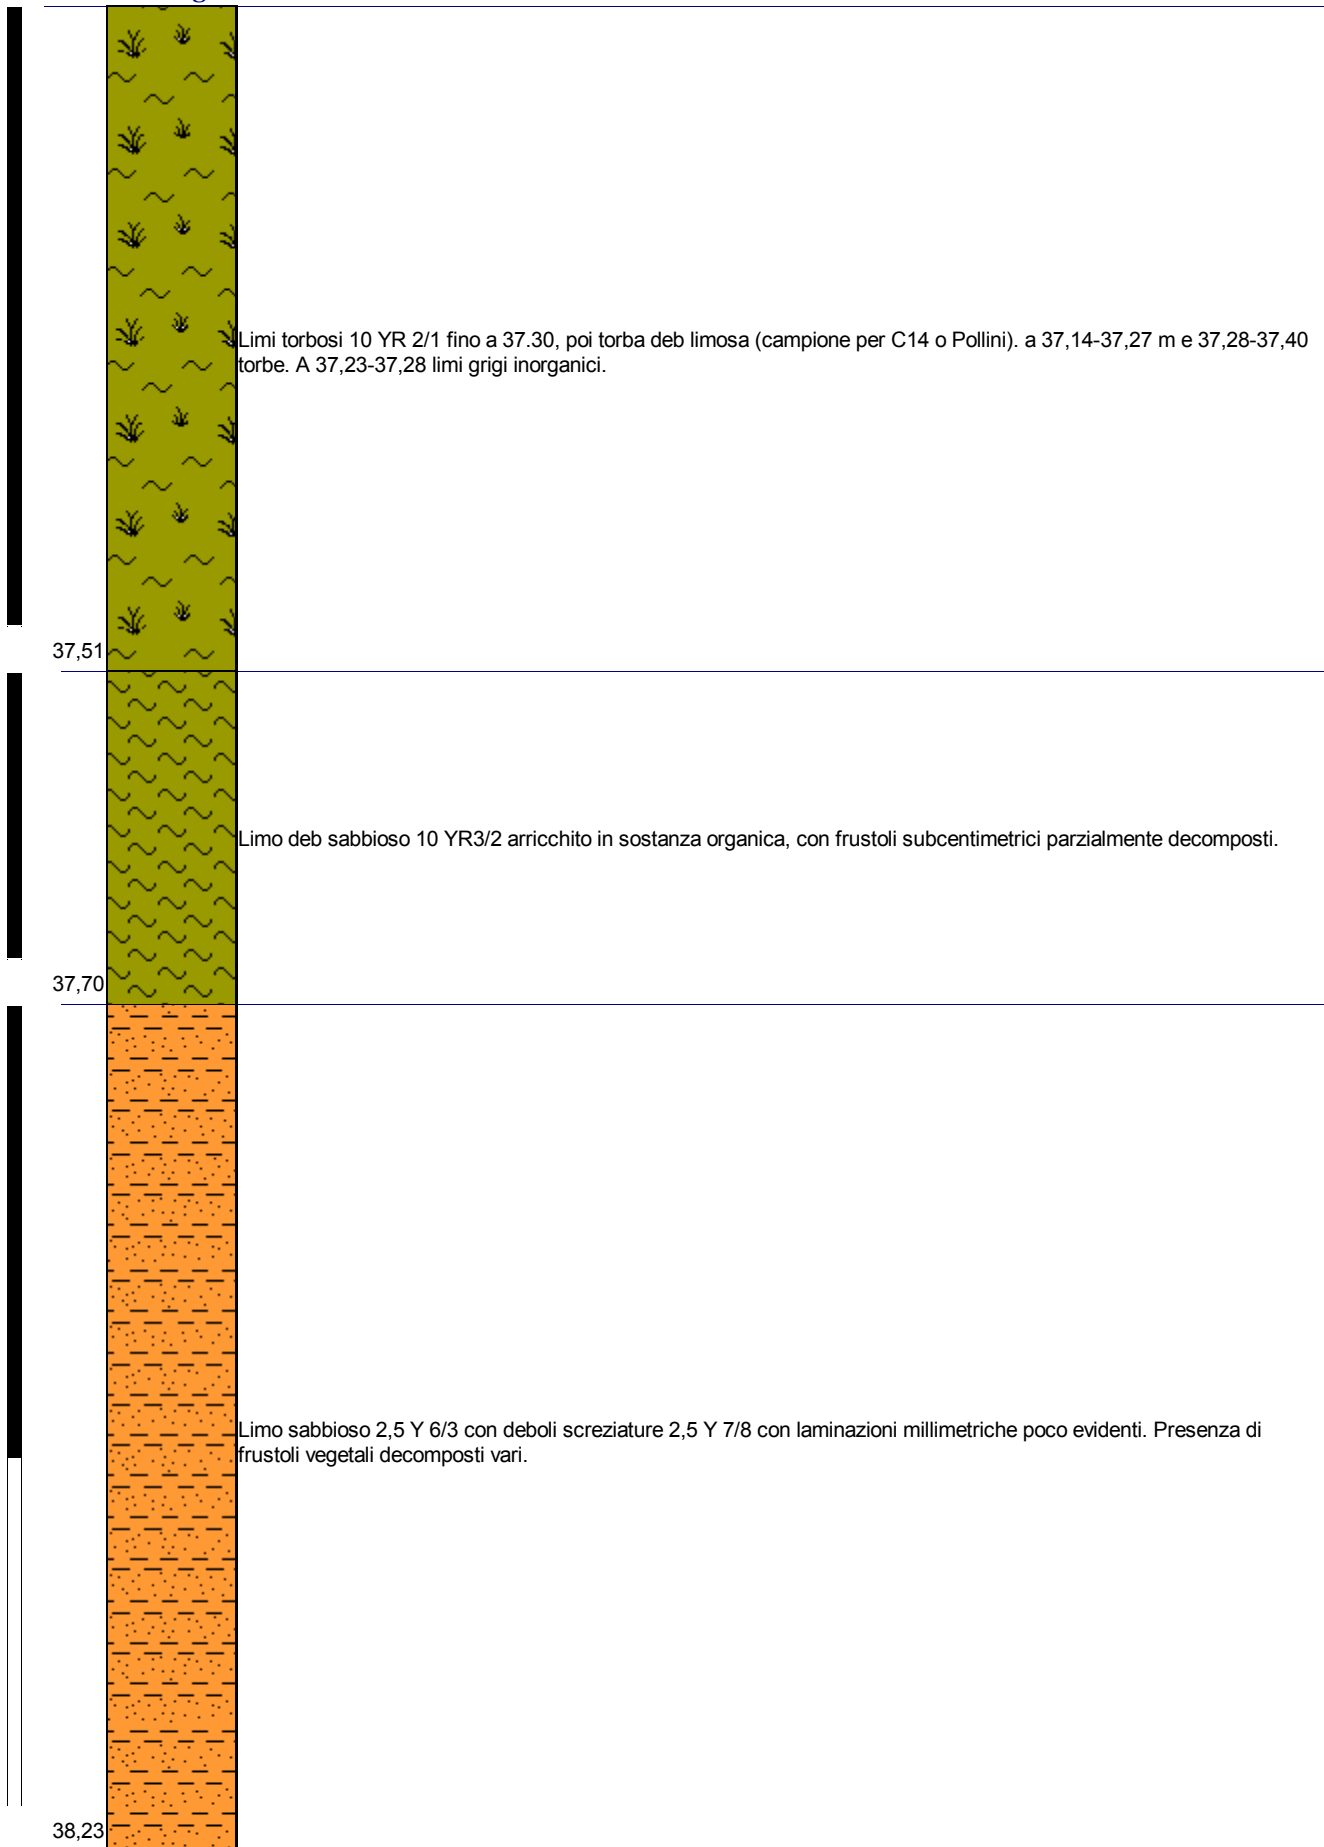 Limi torbosi 10 YR 2/1 fino a 37.30, poi torba deb limosa (campione per C14 o Pollini). a 37,14-37,27 m e 37,28-37,40
torbe. A 37,23-37,28 limi grigi inorganici.
37,51
Limo deb sabbioso 10 YR3/2 arricchito in sostanza organica, con frustoli subcentimetrici parzialmente decomposti.
37,70
Limo sabbioso 2,5 Y 6/3 con deboli screziature 2,5 Y 7/8 con laminazioni millimetriche poco evidenti. Presenza di
frustoli vegetali decomposti vari.
38,23